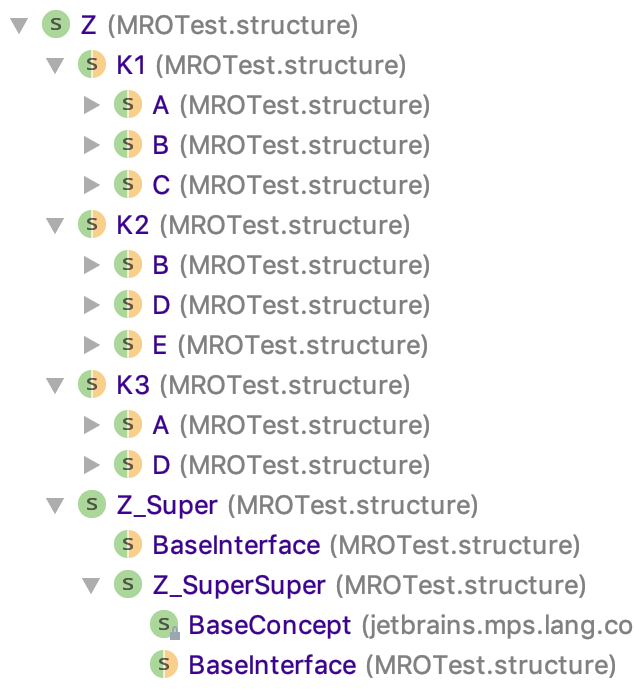 S Z (MROTest.structure)
S K1 (MROTest.structure)
S A (MROTest.structure)
S B (MROTest.structure)
S C (MROTest.structure)
S K2 (MROTest.structure)
S B (MROTest.structure)
S D (MROTest.structure)
S E (MROTest.structure)
S K3 (MROTest.structure)
S A (MROTest.structure)
S D (MROTest.structure)
S Z_Super (MROTest.structure)
S BaseInterface (MROTest.structure)
S Z_SuperSuper (MROTest.structure)
S BaseConcept (jetbrains.mps.lang.co
S BaseInterface (MROTest.structure)